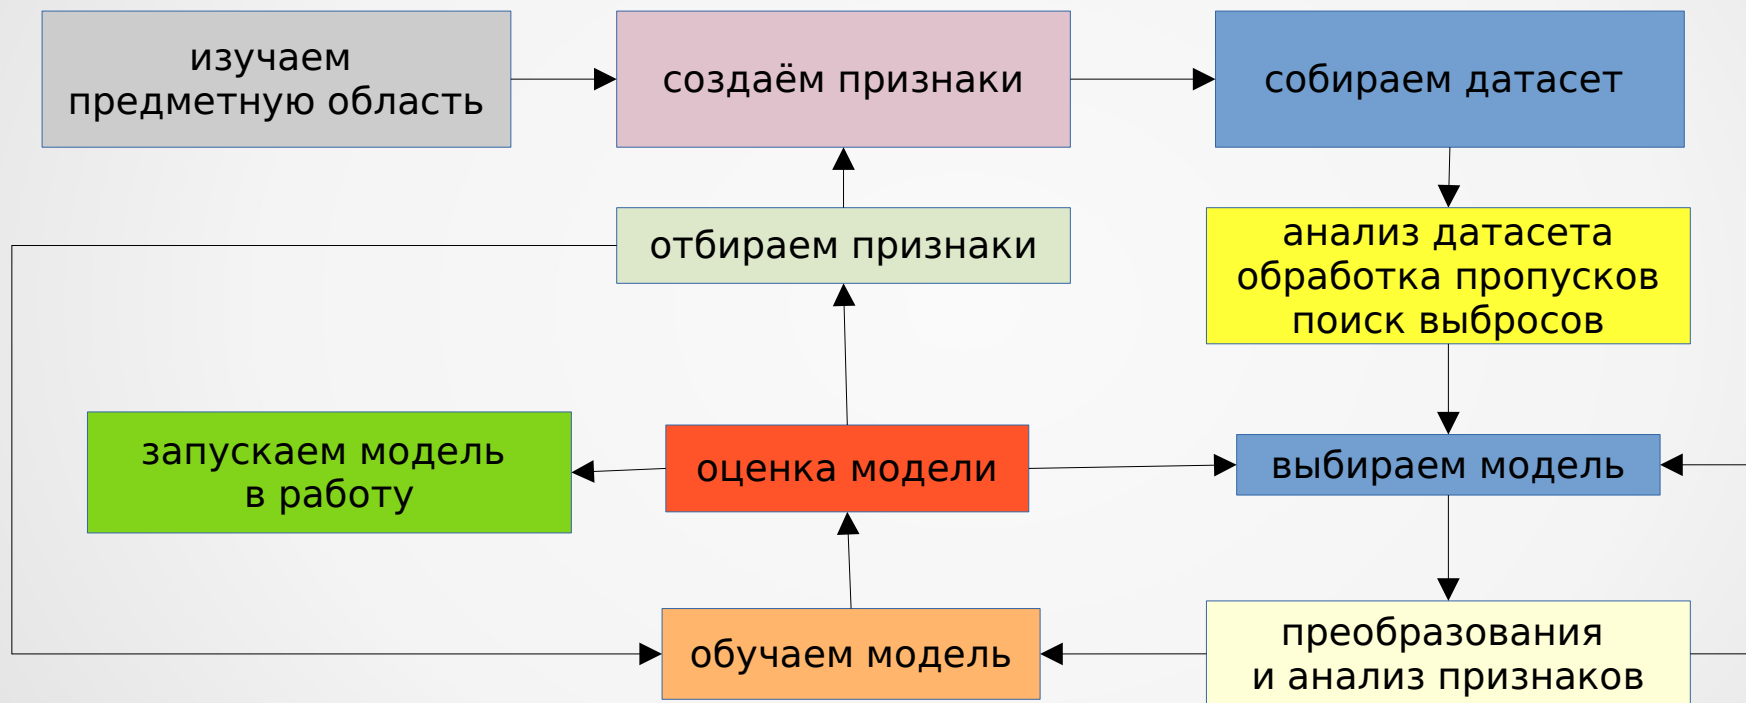 изучаем
предметную область
создаём признаки
собираем датасет
отбираем признаки
анализ датасета
обработка пропусков
поиск выбросов
запускаем модель
в работу
оценка модели
выбираем модель
обучаем модель
преобразования
и анализ признаков